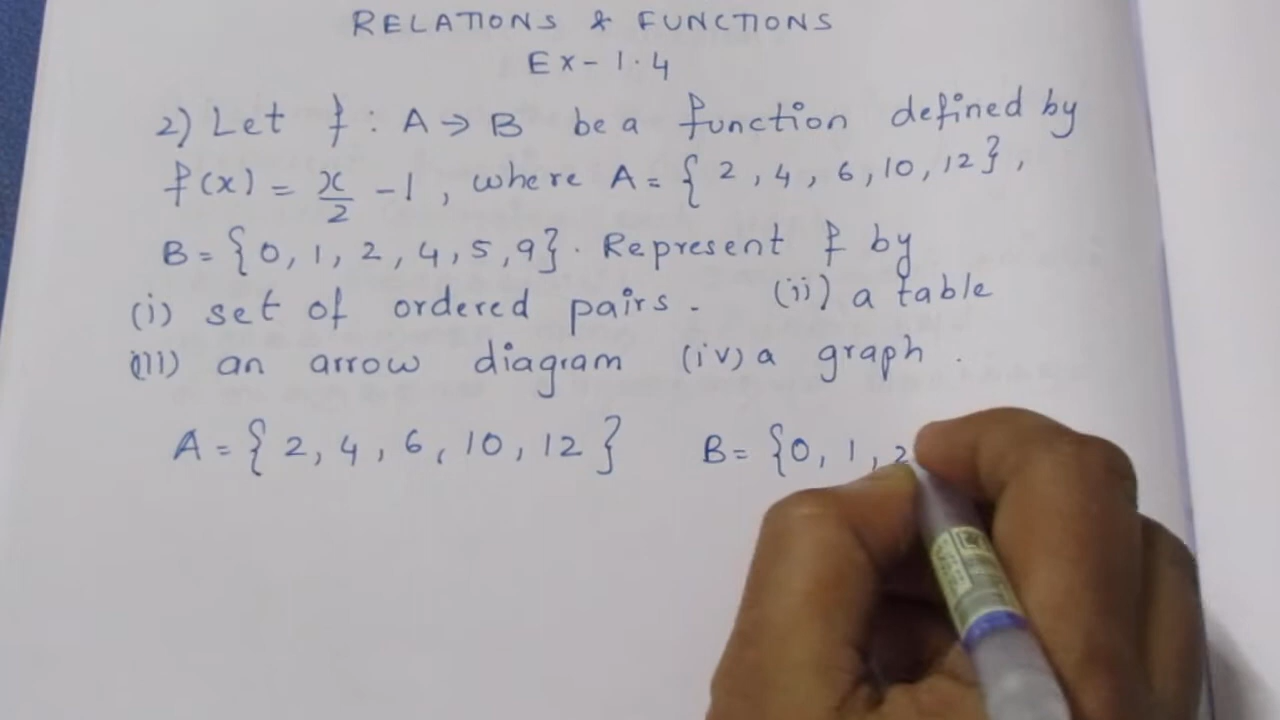 RELATIONS & FUNCTIONS
Ex - 1.4
2) Let f : A → B be a function defined by
f(x) = x/2 - 1, where A = { 2, 4, 6, 10, 12 },
B = { 0, 1, 2, 4, 5, 9 }. Represent f by
(i) set of ordered pairs. (ii) a table
(iii) an arrow diagram (iv) a graph.
A = { 2, 4, 6, 10, 12 } B = { 0, 1, 2